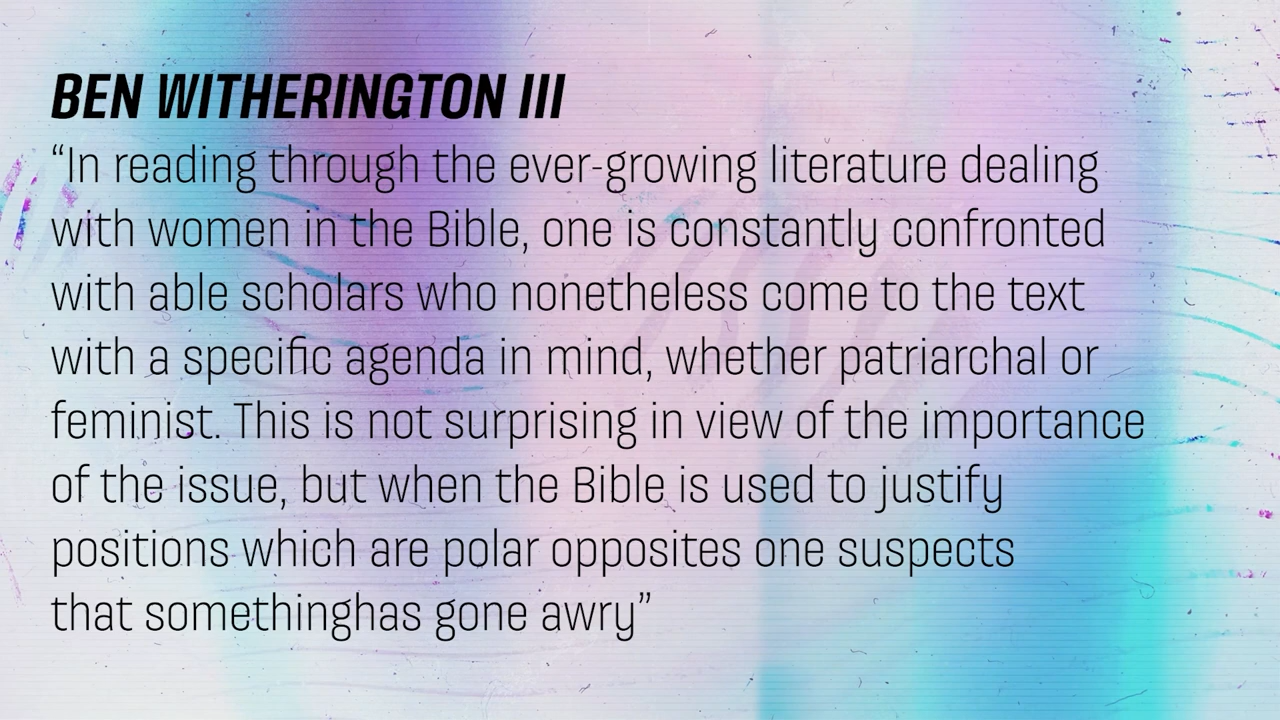 BEN WITHERINGTON III
“In reading through the ever-growing literature dealing
with women in the Bible, one is constantly confronted
with able scholars who nonetheless come to the text
with a specific agenda in mind, whether patriarchal or
feminist. This is not surprising in view of the importance
of the issue, but when the Bible is used to justify
positions which are polar opposites one suspects
that somethinghas gone awry”